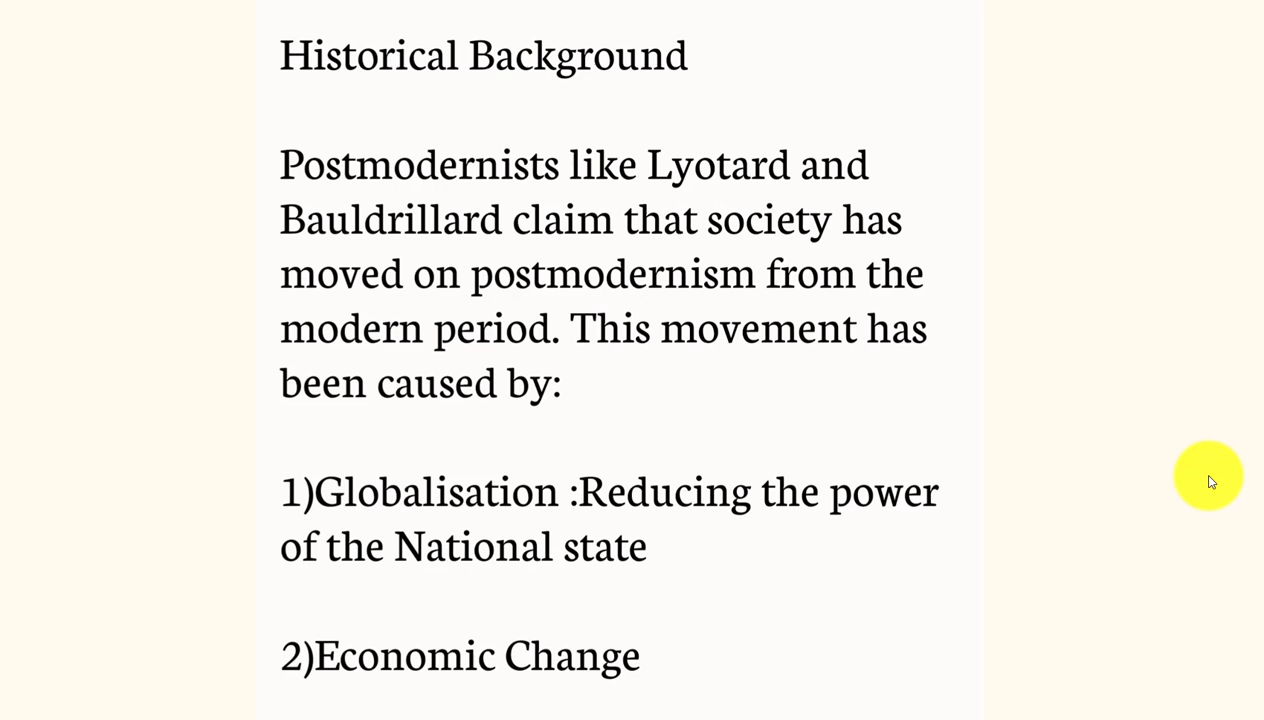 Historical Background
Postmodernists like Lyotard and
Bauldrillard claim that society has
moved on postmodernism from the
modern period. This movement has
been caused by:
1)Globalisation :Reducing the power
of the National state
2)Economic Change